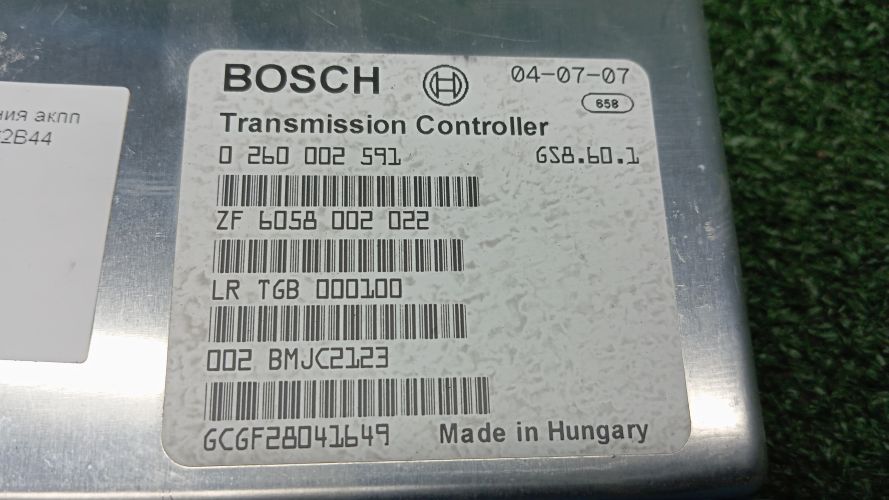 BOSCH 04-07-07
658
Transmission Controller
0 260 002 591 GS8.60.1
ZF 6058 002 022
LR TGB 000100
002 BMJC2123
GCGF28041649 Made in Hungary
акпп
2B44